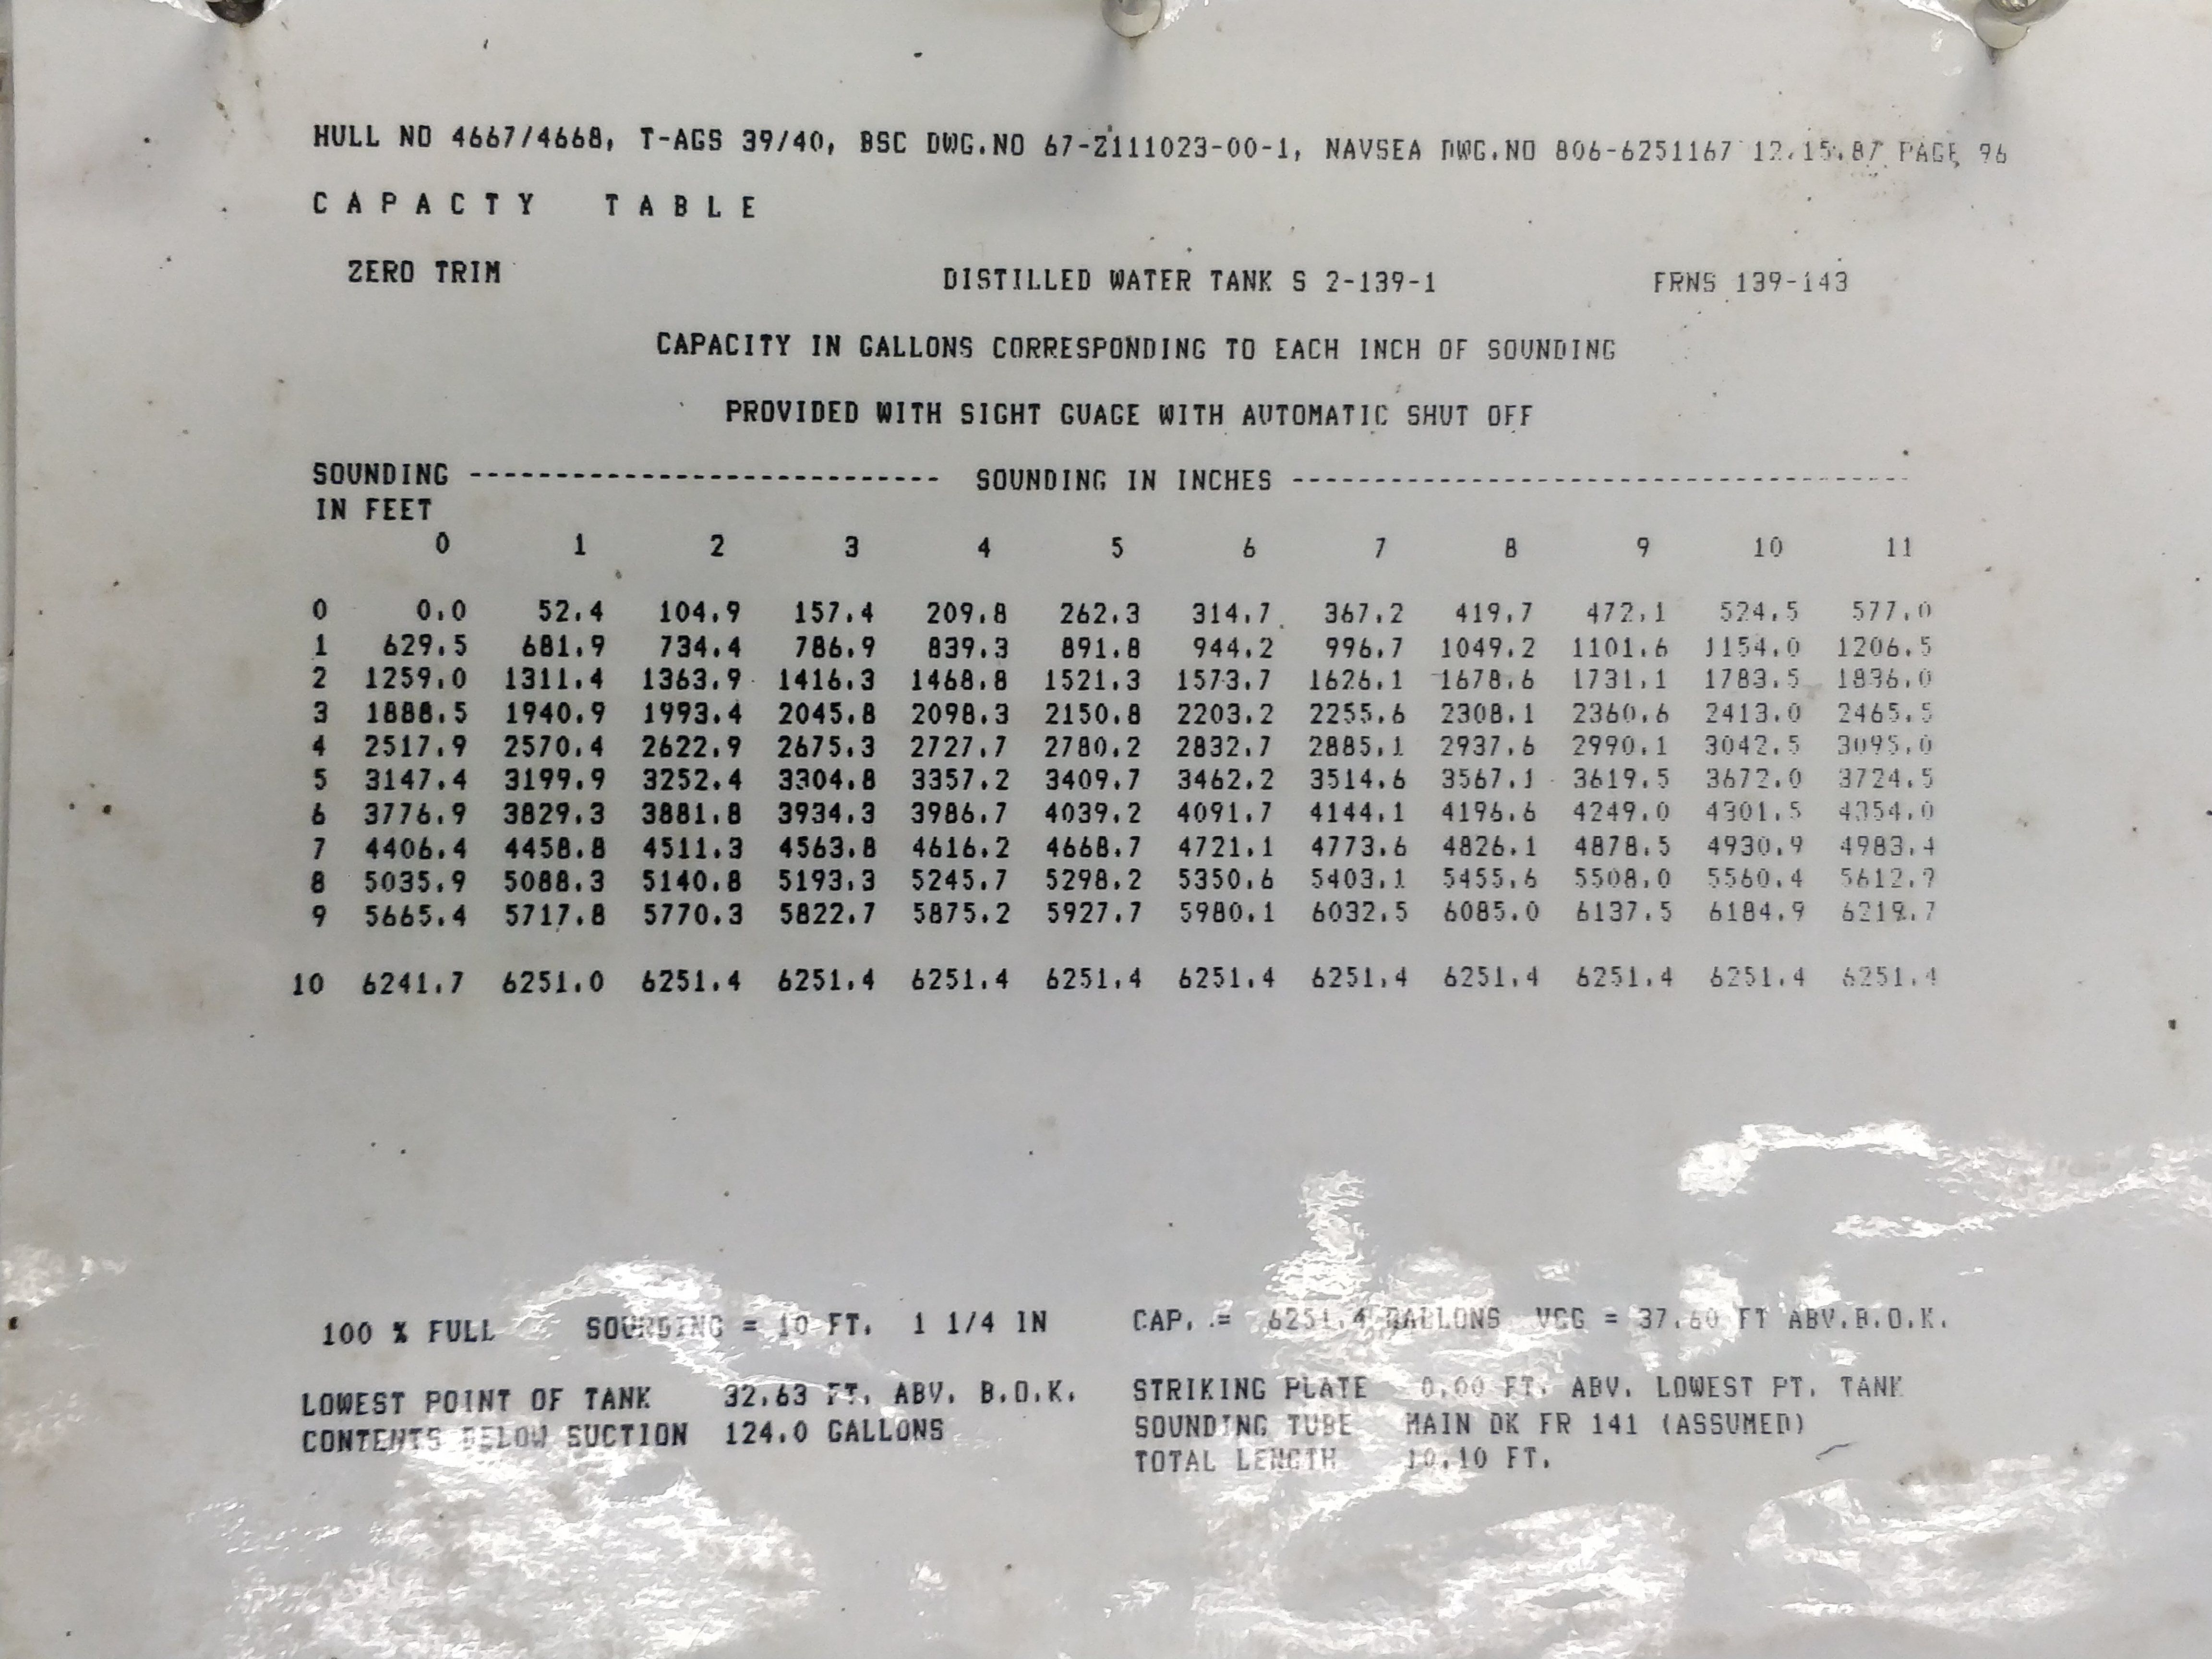 HULL NO 4667/4668, T-AGS 39/40, BSC DWG.NO 67-2111023-00-1, NAVSEA DWG.NO 806-6251167 12.15.87 PAGE 96
C A P A C T Y T A B L E
ZERO TRIM DISTILLED WATER TANK S 2-139-1 FRNS 139-143
CAPACITY IN GALLONS CORRESPONDING TO EACH INCH OF SOUNDING
PROVIDED WITH SIGHT GUAGE WITH AUTOMATIC SHUT OFF
SOUNDING ---------------------------- SOUNDING IN INCHES ----------------------------------------
IN FEET
0 1 2 3 4 5 6 7 8 9 10 11
0 0.0 52.4 104.9 157.4 209.8 262.3 314.7 367.2 419.7 472.1 524.5 577.0
1 629.5 681.9 734.4 786.9 839.3 891.8 944.2 996.7 1049.2 1101.6 1154.0 1206.5
2 1259.0 1311.4 1363.9 1416.3 1468.8 1521.3 1573.7 1626.1 1678.6 1731.1 1783.5 1836.0
3 1888.5 1940.9 1993.4 2045.8 2098.3 2150.8 2203.2 2255.6 2308.1 2360.6 2413.0 2465.5
4 2517.9 2570.4 2622.9 2675.3 2727.7 2780.2 2832.7 2885.1 2937.6 2990.1 3042.5 3095.0
5 3147.4 3199.9 3252.4 3304.8 3357.2 3409.7 3462.2 3514.6 3567.1 3619.5 3672.0 3724.5
6 3776.9 3829.3 3881.8 3934.3 3986.7 4039.2 4091.7 4144.1 4196.6 4249.0 4301.5 4354.0
7 4406.4 4458.8 4511.3 4563.8 4616.2 4668.7 4721.1 4773.6 4826.1 4878.5 4930.9 4983.4
8 5035.9 5088.3 5140.8 5193.3 5245.7 5298.2 5350.6 5403.1 5455.6 5508.0 5560.4 5612.9
9 5665.4 5717.8 5770.3 5822.7 5875.2 5927.7 5980.1 6032.5 6085.0 6137.5 6184.9
10 6241.7 6251.0 6251.4 6251.4 6251.4 6251.4 6251.4 6251.4 6251.4 6251.4 6251.4 6251.4
100 % FULL SOUNDING = 10 FT. 1 1/4 IN CAP. = 6251.4 GALLONS VCG = 37.60 FT ABV.B.O.K.
LOWEST POINT OF TANK 32.63 FT. ABV. B.O.K. STRIKING PLATE 0.00 FT. ABV. LOWEST PT. TANK
CONTENTS BELOW SUCTION 124.0 GALLONS SOUNDING TUBE MAIN DK FR 141 (ASSUMED)
TOTAL LENGTH 10.10 FT.